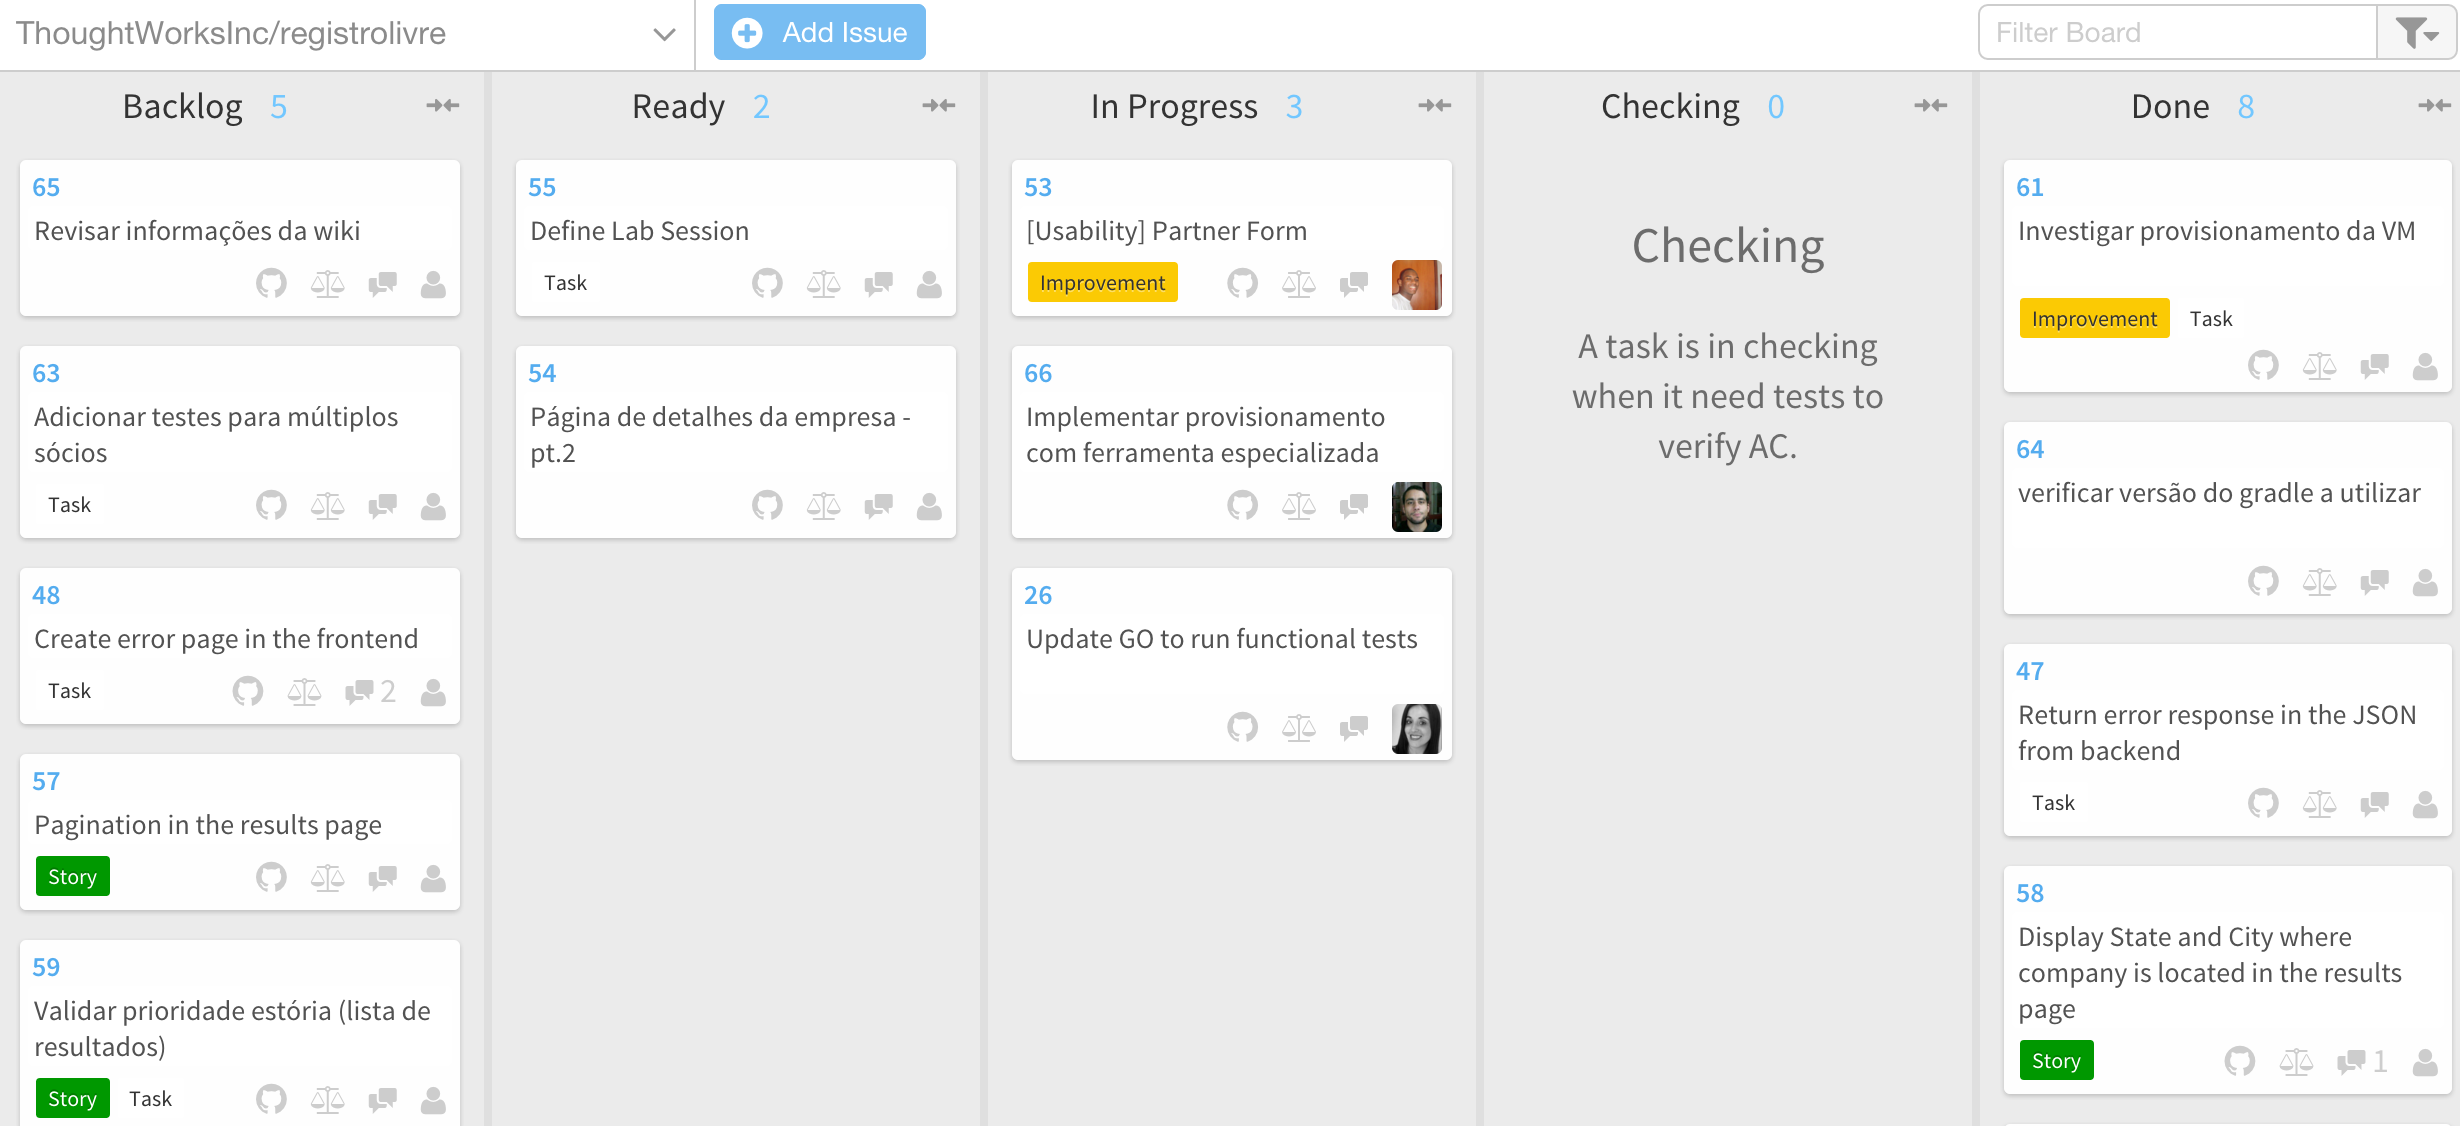 ThoughtWorksInc/registrolivre
Add Issue
Filter Board
Backlog 5
65
Revisar informações da wiki
63
Adicionar testes para múltiplos
sócios
Task
48
Create error page in the frontend
Task
2
57
Pagination in the results page
Story
59
Validar prioridade estória (lista de
resultados)
Story Task
Ready 2
55
Define Lab Session
Task
54
Página de detalhes da empresa -
pt.2
In Progress 3
53
[Usability] Partner Form
Improvement
66
Implementar provisionamento
com ferramenta especializada
26
Update GO to run functional tests
Checking 0
Checking
A task is in checking
when it need tests to
verify AC.
Done 8
61
Investigar provisionamento da VM
Improvement Task
64
verificar versão do gradle a utilizar
47
Return error response in the JSON
from backend
Task
58
Display State and City where
company is located in the results
page
Story
1